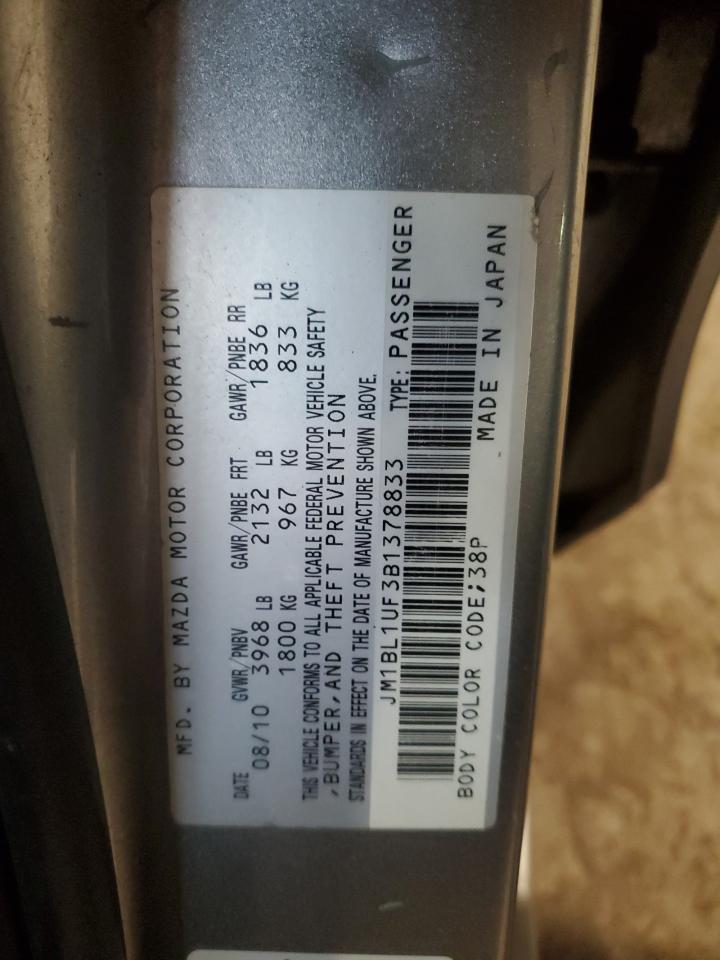 MFD. BY MAZDA MOTOR CORPORATION
DATE GVWR/PNBV GAWR/PNBE FRT GAWR/PNBE RR
08/10 3968 LB 2132 LB 1836 LB
1800 KG 967 KG 833 KG
THIS VEHICLE CONFORMS TO ALL APPLICABLE FEDERAL MOTOR VEHICLE SAFETY
,BUMPER,AND THEFT PREVENTION
STANDARDS IN EFFECT ON THE DATE OF MANUFACTURE SHOWN ABOVE.
JM1BL1UF3B1378833 TYPE: PASSENGER
BODY COLOR CODE;38P MADE IN JAPAN